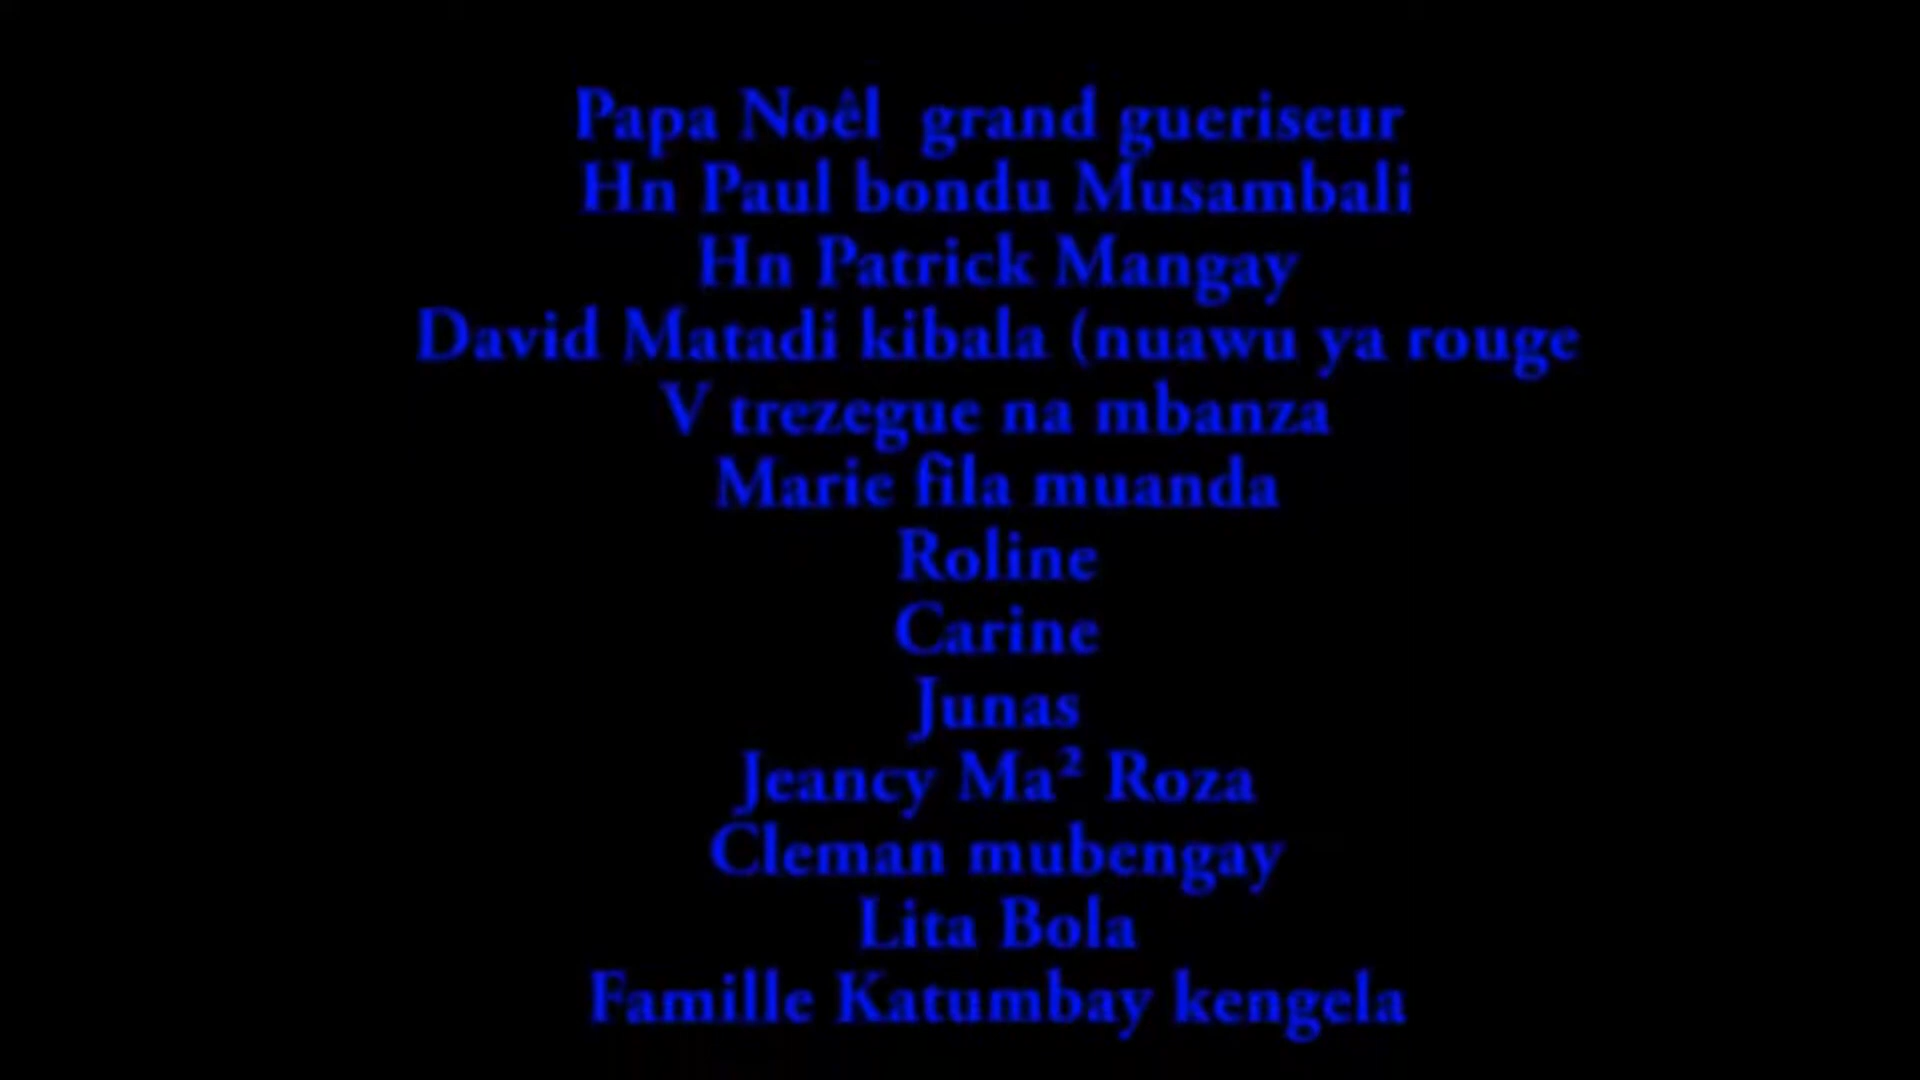 Papa Noêl grand gueriseur
Hn Paul bondu Musambali
Hn Patrick Mangay
David Matadi kibala (nuawu ya rouge
V trezegue na mbanza
Marie fila muanda
Roline
Carine
Junas
Jeancy Ma² Roza
Cleman mubengay
Lita Bola
Famille Katumbay kengela